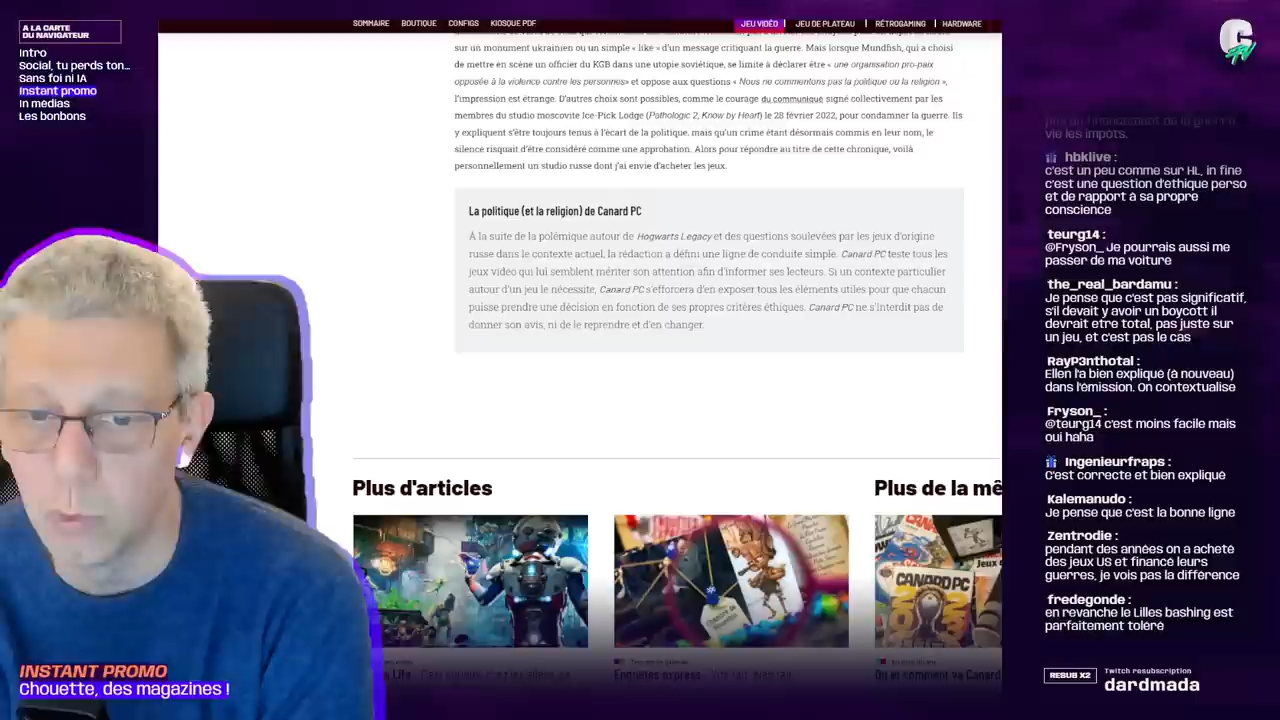 A LA CARTE
DU NAVIGATEUR
Intro
Social, tu perds ton...
Sans foi ni IA
Instant promo
In médias
Les bonbons
SOMMAIRE BOUTIQUE CONFIGS KIOSQUE PDF
JEU VIDÉO JEU DE PLATEAU RÉTROGAMING HARDWARE
sur un monument ukrainien ou un simple « like » d'un message critiquant la guerre. Mais lorsque Mundfish, qui a choisi
de mettre en scène un officier du KGB dans une utopie soviétique, se limite à déclarer être « une organisation pro-paix
opposée à la violence contre les personnes» et oppose aux questions « Nous ne commentons pas la politique ou la religion »,
l'impression est étrange. D'autres choix sont possibles, comme le courage du communiqué signé collectivement par les
membres du studio moscovite Ice-Pick Lodge (Pathologic 2, Know by Heart) le 28 février 2022, pour condamner la guerre. Ils
y expliquent s'être toujours tenus à l'écart de la politique, mais qu'un crime étant désormais commis en leur nom, le
silence risquait d'être considéré comme une approbation. Alors pour répondre au titre de cette chronique, voilà
personnellement un studio russe dont j'ai envie d'acheter les jeux.
La politique (et la religion) de Canard PC
À la suite de la polémique autour de Hogwarts Legacy et des questions soulevées par les jeux d'origine
russe dans le contexte actuel, la rédaction a défini une ligne de conduite simple. Canard PC teste tous les
jeux vidéo qui lui semblent mériter son attention afin d'informer ses lecteurs. Si un contexte particulier
autour d'un jeu le nécessite, Canard PC s'efforcera d'en exposer tous les éléments utiles pour que chacun
puisse prendre une décision en fonction de ses propres critères éthiques. Canard PC ne s'interdit pas de
donner son avis, ni de le reprendre et d'en changer.
Plus d'articles
Plus de la mê
CANARD PC
vie les impots.
hbklive :
c'est un peu comme sur HL, in fine
c'est une question d'éthique perso
et de rapport à sa propre
conscience
teurg14 :
@Fryson_ Je pourrais aussi me
passer de ma voiture
the_real_bardamu :
Je pense que c'est pas significatif,
s'il devait y avoir un boycott il
devrait etre total, pas juste sur
un jeu, et c'est pas le cas
RayP3nthotal :
Ellen l'a bien expliqué (à nouveau)
dans l'émission. On contextualise
Fryson_ :
@teurg14 c'est moins facile mais
oui haha
Ingenieurfraps :
C'est correcte et bien expliqué
Kalemanudo :
Je pense que c'est la bonne ligne
Zentrodie :
pendant des années on a acheté
des jeux US et financé leurs
guerres, je vois pas la différence
fredegonde :
en revanche le Lilles bashing est
parfaitement toléré
INSTANT PROMO
Chouette, des magazines !
RESUB X2
Twitch resubscription
dardmada